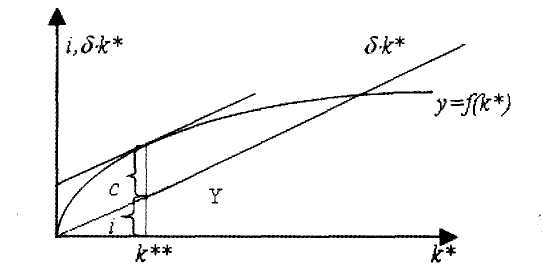 i, δ·k*
δ·k*
y=f(k*)
c
Y
i
k**
k*